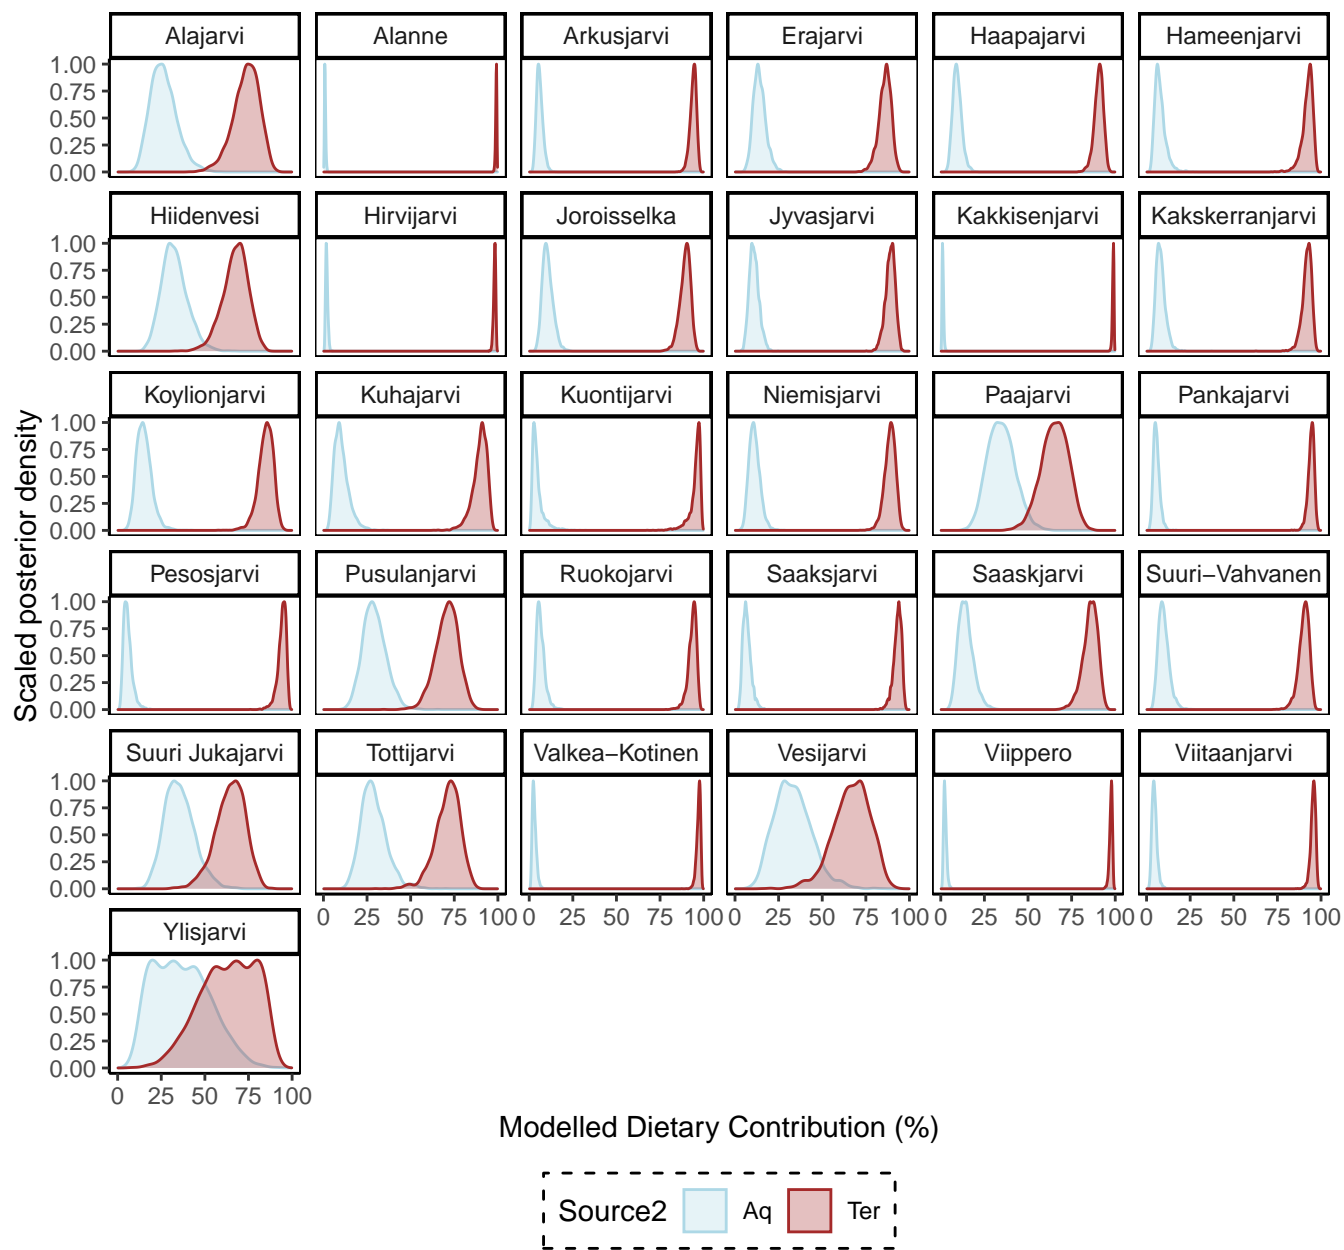 Alajarvi Alanne Arkusjarvi Erajarvi Haapajarvi Hameenjarvi
1.00
0.75
0.50
0.25
0.00
Hiidenvesi Hirvijarvi Joroisselka Jyvasjarvi Kakkisenjarvi Kakskerranjarvi
1.00
0.75
0.50
0.25
0.00
Koylionjarvi Kuhajarvi Kuontijarvi Niemisjarvi Paajarvi Pankajarvi
1.00
0.75
0.50
0.25
0.00
Scaled posterior density
Pesosjarvi Pusulanjarvi Ruokojarvi Saaksjarvi Saaskjarvi Suuri−Vahvanen
1.00
0.75
0.50
0.25
0.00
Suuri Jukajarvi Tottijarvi Valkea−Kotinen Vesijarvi Viippero Viitaanjarvi
1.00
0.75
0.50
0.25
0.00
0 25 50 75 100 0 25 50 75 100 0 25 50 75 100 0 25 50 75 100 0 25 50 75 100
Ylisjarvi
1.00
0.75
0.50
0.25
0.00
0 25 50 75 100
Modelled Dietary Contribution (%)
Source2 Aq Ter